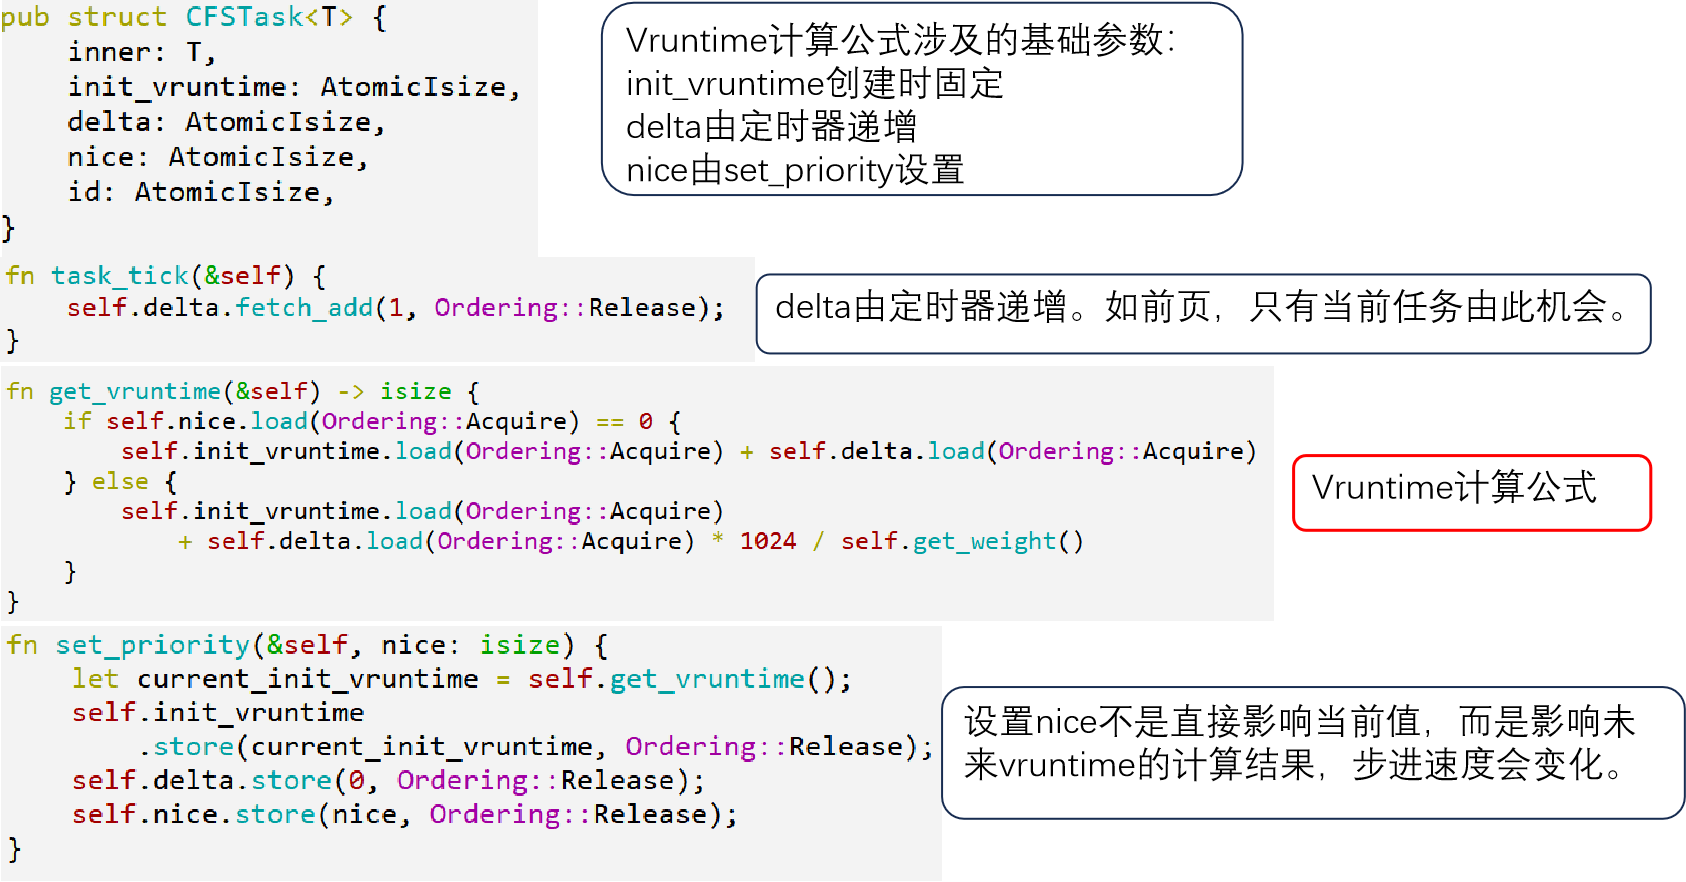 pub struct CFSTask<T> {
    inner: T,
    init_vruntime: AtomicIsize,
    delta: AtomicIsize,
    nice: AtomicIsize,
    id: AtomicIsize,
}
Vruntime计算公式涉及的基础参数：
init_vruntime创建时固定
delta由定时器递增
nice由set_priority设置
fn task_tick(&self) {
    self.delta.fetch_add(1, Ordering::Release);
}
delta由定时器递增。如前页，只有当前任务由此机会。
fn get_vruntime(&self) -> isize {
    if self.nice.load(Ordering::Acquire) == 0 {
        self.init_vruntime.load(Ordering::Acquire) + self.delta.load(Ordering::Acquire)
    } else {
        self.init_vruntime.load(Ordering::Acquire)
            + self.delta.load(Ordering::Acquire) * 1024 / self.get_weight()
    }
}
Vruntime计算公式
fn set_priority(&self, nice: isize) {
    let current_init_vruntime = self.get_vruntime();
    self.init_vruntime
        .store(current_init_vruntime, Ordering::Release);
    self.delta.store(0, Ordering::Release);
    self.nice.store(nice, Ordering::Release);
}
设置nice不是直接影响当前值，而是影响未
来vruntime的计算结果，步进速度会变化。